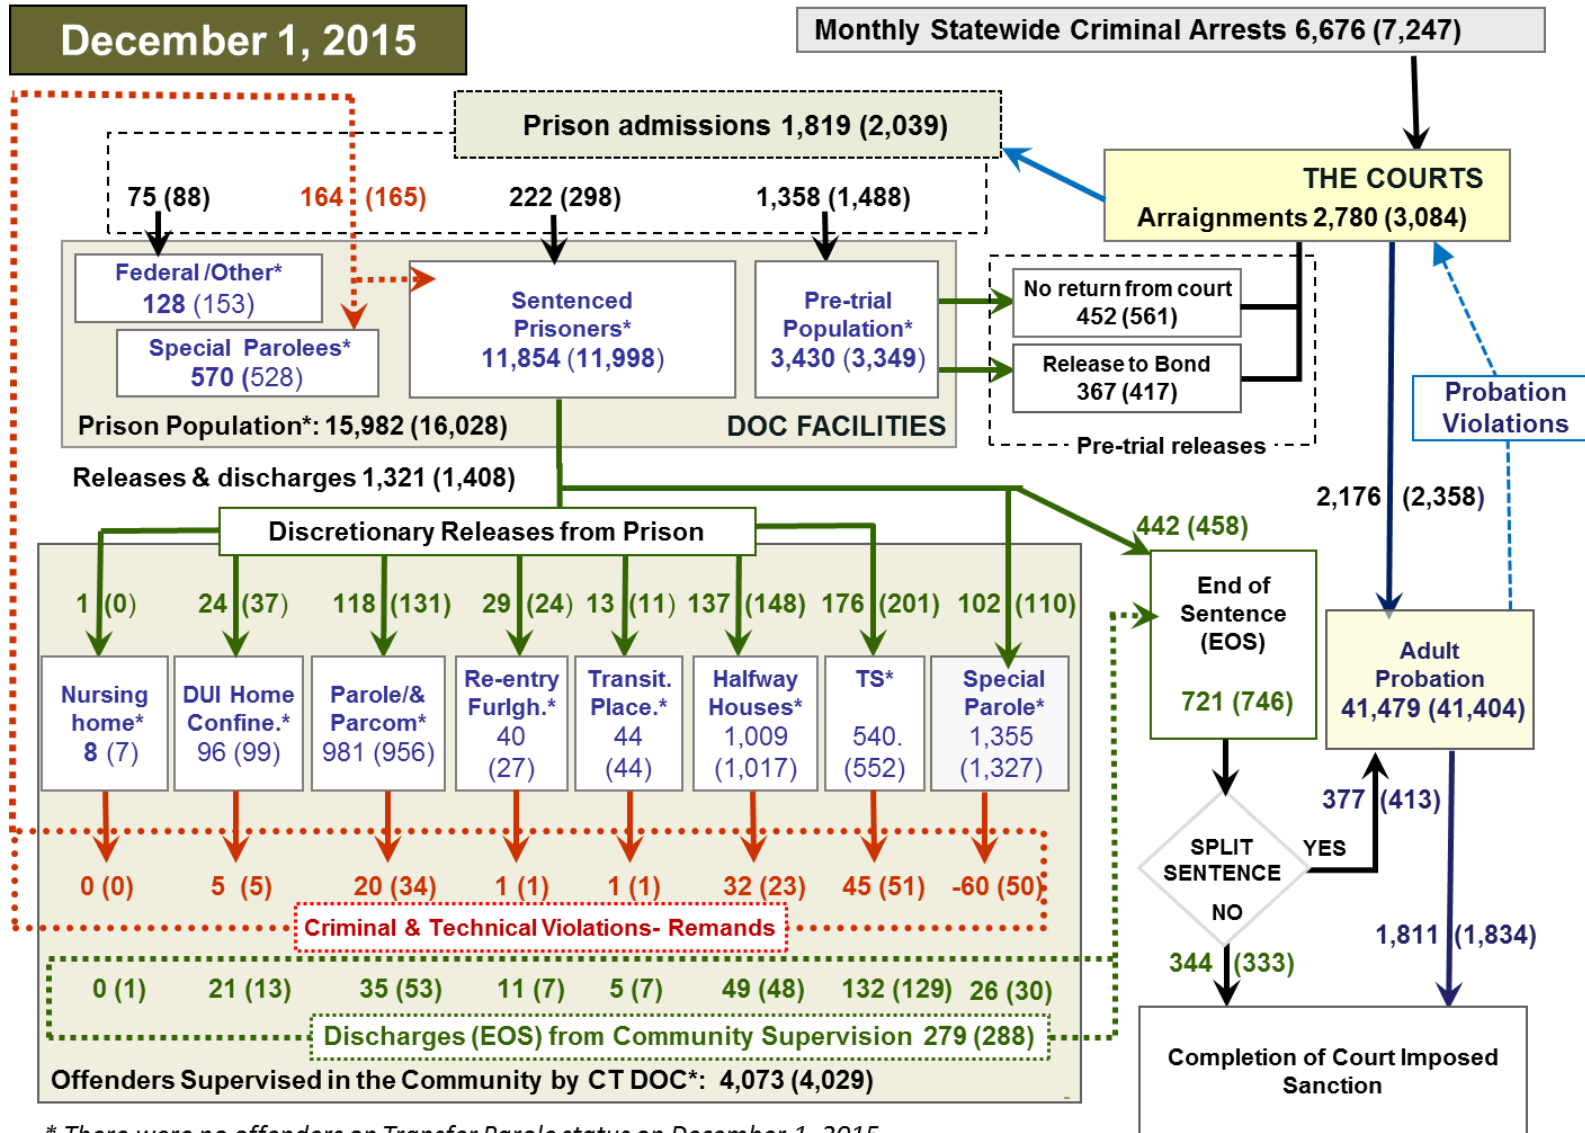 December 1, 2015
Monthly Statewide Criminal Arrests 6,676 (7,247)
Prison admissions 1,819 (2,039)
THE COURTS
Arraignments 2,780 (3,084)
75 (88)
164 (165)
222 (298)
1,358 (1,488)
Federal /Other*
128 (153)
Special Parolees*
570 (528)
Sentenced
Prisoners*
11,854 (11,998)
Pre-trial
Population*
3,430 (3,349)
No return from court
452 (561)
Release to Bond
367 (417)
Pre-trial releases
Prison Population*: 15,982 (16,028)
DOC FACILITIES
Probation
Violations
Releases & discharges 1,321 (1,408)
2,176 (2,358)
Discretionary Releases from Prison
442 (458)
1 (0)
24 (37)
118 (131)
29 (24)
13 (11)
137 (148)
176 (201)
102 (110)
Nursing
home*
8 (7)
DUI Home
Confine.*
96 (99)
Parole/&
Parcom*
981 (956)
Re-entry
Furlgh.*
40
(27)
Transit.
Place.*
44
(44)
Halfway
Houses*
1,009
(1,017)
TS*
540.
(552)
Special
Parole*
1,355
(1,327)
End of
Sentence
(EOS)
721 (746)
Adult
Probation
41,479 (41,404)
377 (413)
SPLIT
SENTENCE
YES
NO
0 (0)
5 (5)
20 (34)
1 (1)
1 (1)
32 (23)
45 (51)
-60 (50)
Criminal & Technical Violations- Remands
344 (333)
1,811 (1,834)
0 (1)
21 (13)
35 (53)
11 (7)
5 (7)
49 (48)
132 (129)
26 (30)
Discharges (EOS) from Community Supervision 279 (288)
Offenders Supervised in the Community by CT DOC*: 4,073 (4,029)
Completion of Court Imposed
Sanction
* There were no offenders on Transfer Parole status on December 1, 2015